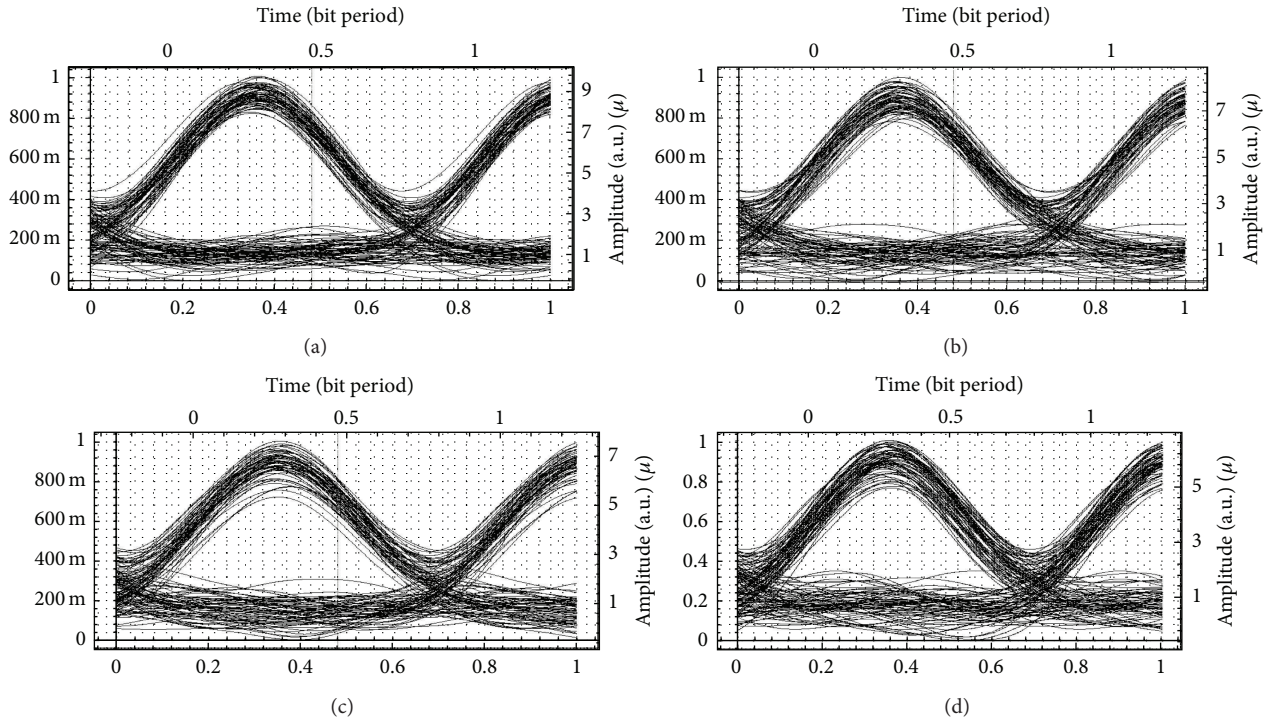 Time (bit period)
0 0.5 1
1
800 m
600 m
400 m
200 m
0
9
7
5
3
1
Amplitude (a.u.) (μ)
0 0.2 0.4 0.6 0.8 1
(a)
Time (bit period)
0 0.5 1
1
800 m
600 m
400 m
200 m
0
7
5
3
1
Amplitude (a.u.) (μ)
0 0.2 0.4 0.6 0.8 1
(b)
Time (bit period)
0 0.5 1
1
800 m
600 m
400 m
200 m
0
7
5
3
1
Amplitude (a.u.) (μ)
0 0.2 0.4 0.6 0.8 1
(c)
Time (bit period)
0 0.5 1
1
0.8
0.6
0.4
0.2
0
5
3
1
Amplitude (a.u.) (μ)
0 0.2 0.4 0.6 0.8 1
(d)